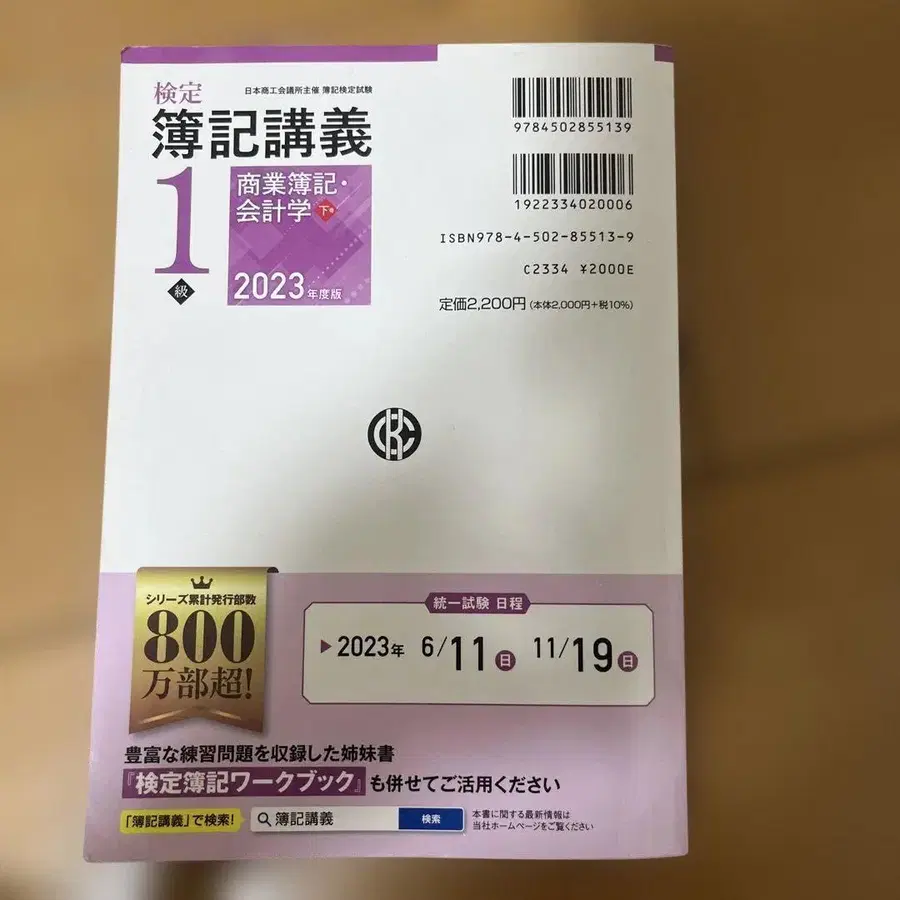 検定
日本商工会議所主催 簿記検定試験
簿記講義
1
級
商業簿記・
会計学 下巻
2023年度版
9784502855139
1922334020006
ISBN978-4-502-85513-9
C2334 ¥2000E
定価2,200円(本体2,000円+税10%)
シリーズ累計発行部数
800
万部超!
統一試験 日程
2023年 6/11日 11/19日
豊富な練習問題を収録した姉妹書
『検定簿記ワークブック』も併せてご活用ください
「簿記講義」で検索!
簿記講義
検索
本書に関する最新情報は
当社ホームページをご覧ください